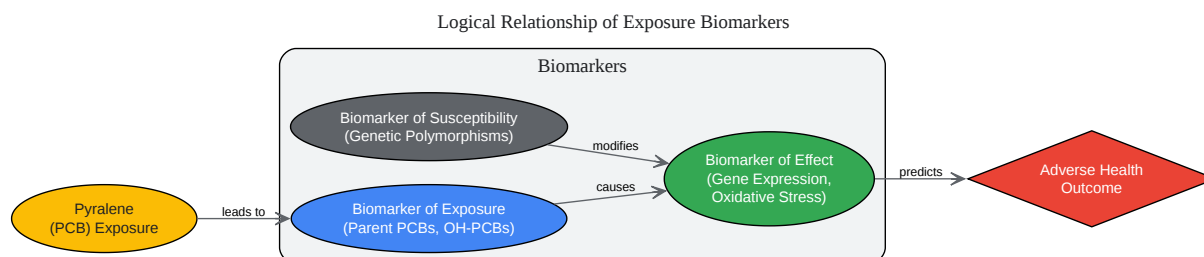 Logical Relationship of Exposure Biomarkers
Biomarkers
Biomarker of Susceptibility
(Genetic Polymorphisms)
modifies
Biomarker of Effect
(Gene Expression,
Oxidative Stress)
predicts
Adverse Health
Outcome
causes
Pyralene
(PCB) Exposure
leads to
Biomarker of Exposure
(Parent PCBs, OH-PCBs)